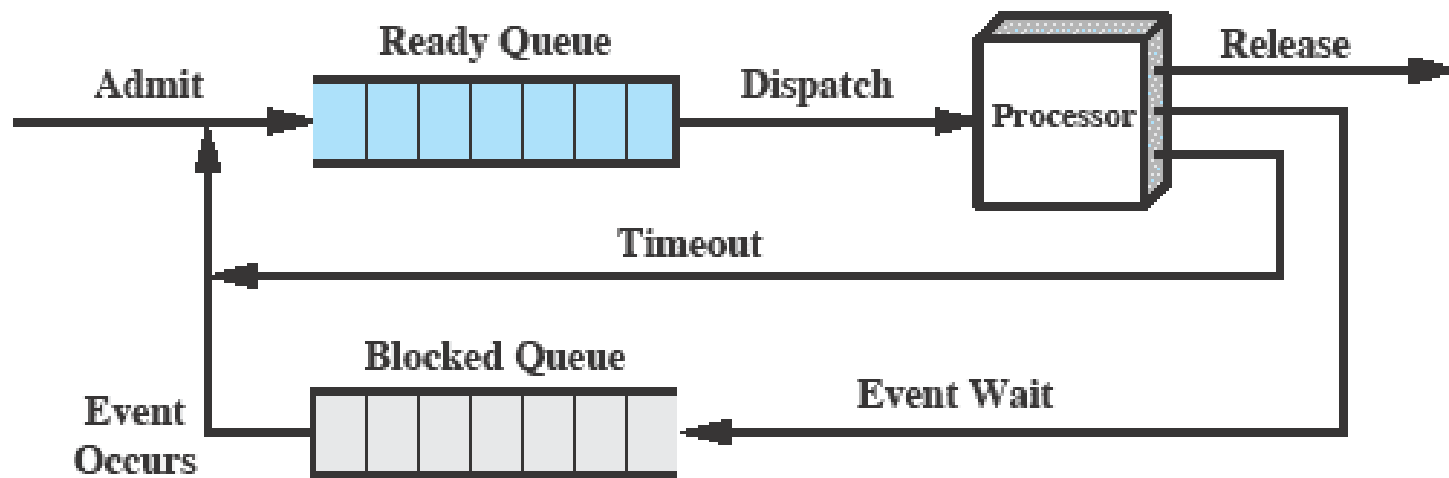 Ready Queue
Release
Admit
Dispatch
Processor
Timeout
Blocked Queue
Event Wait
Event
Occurs